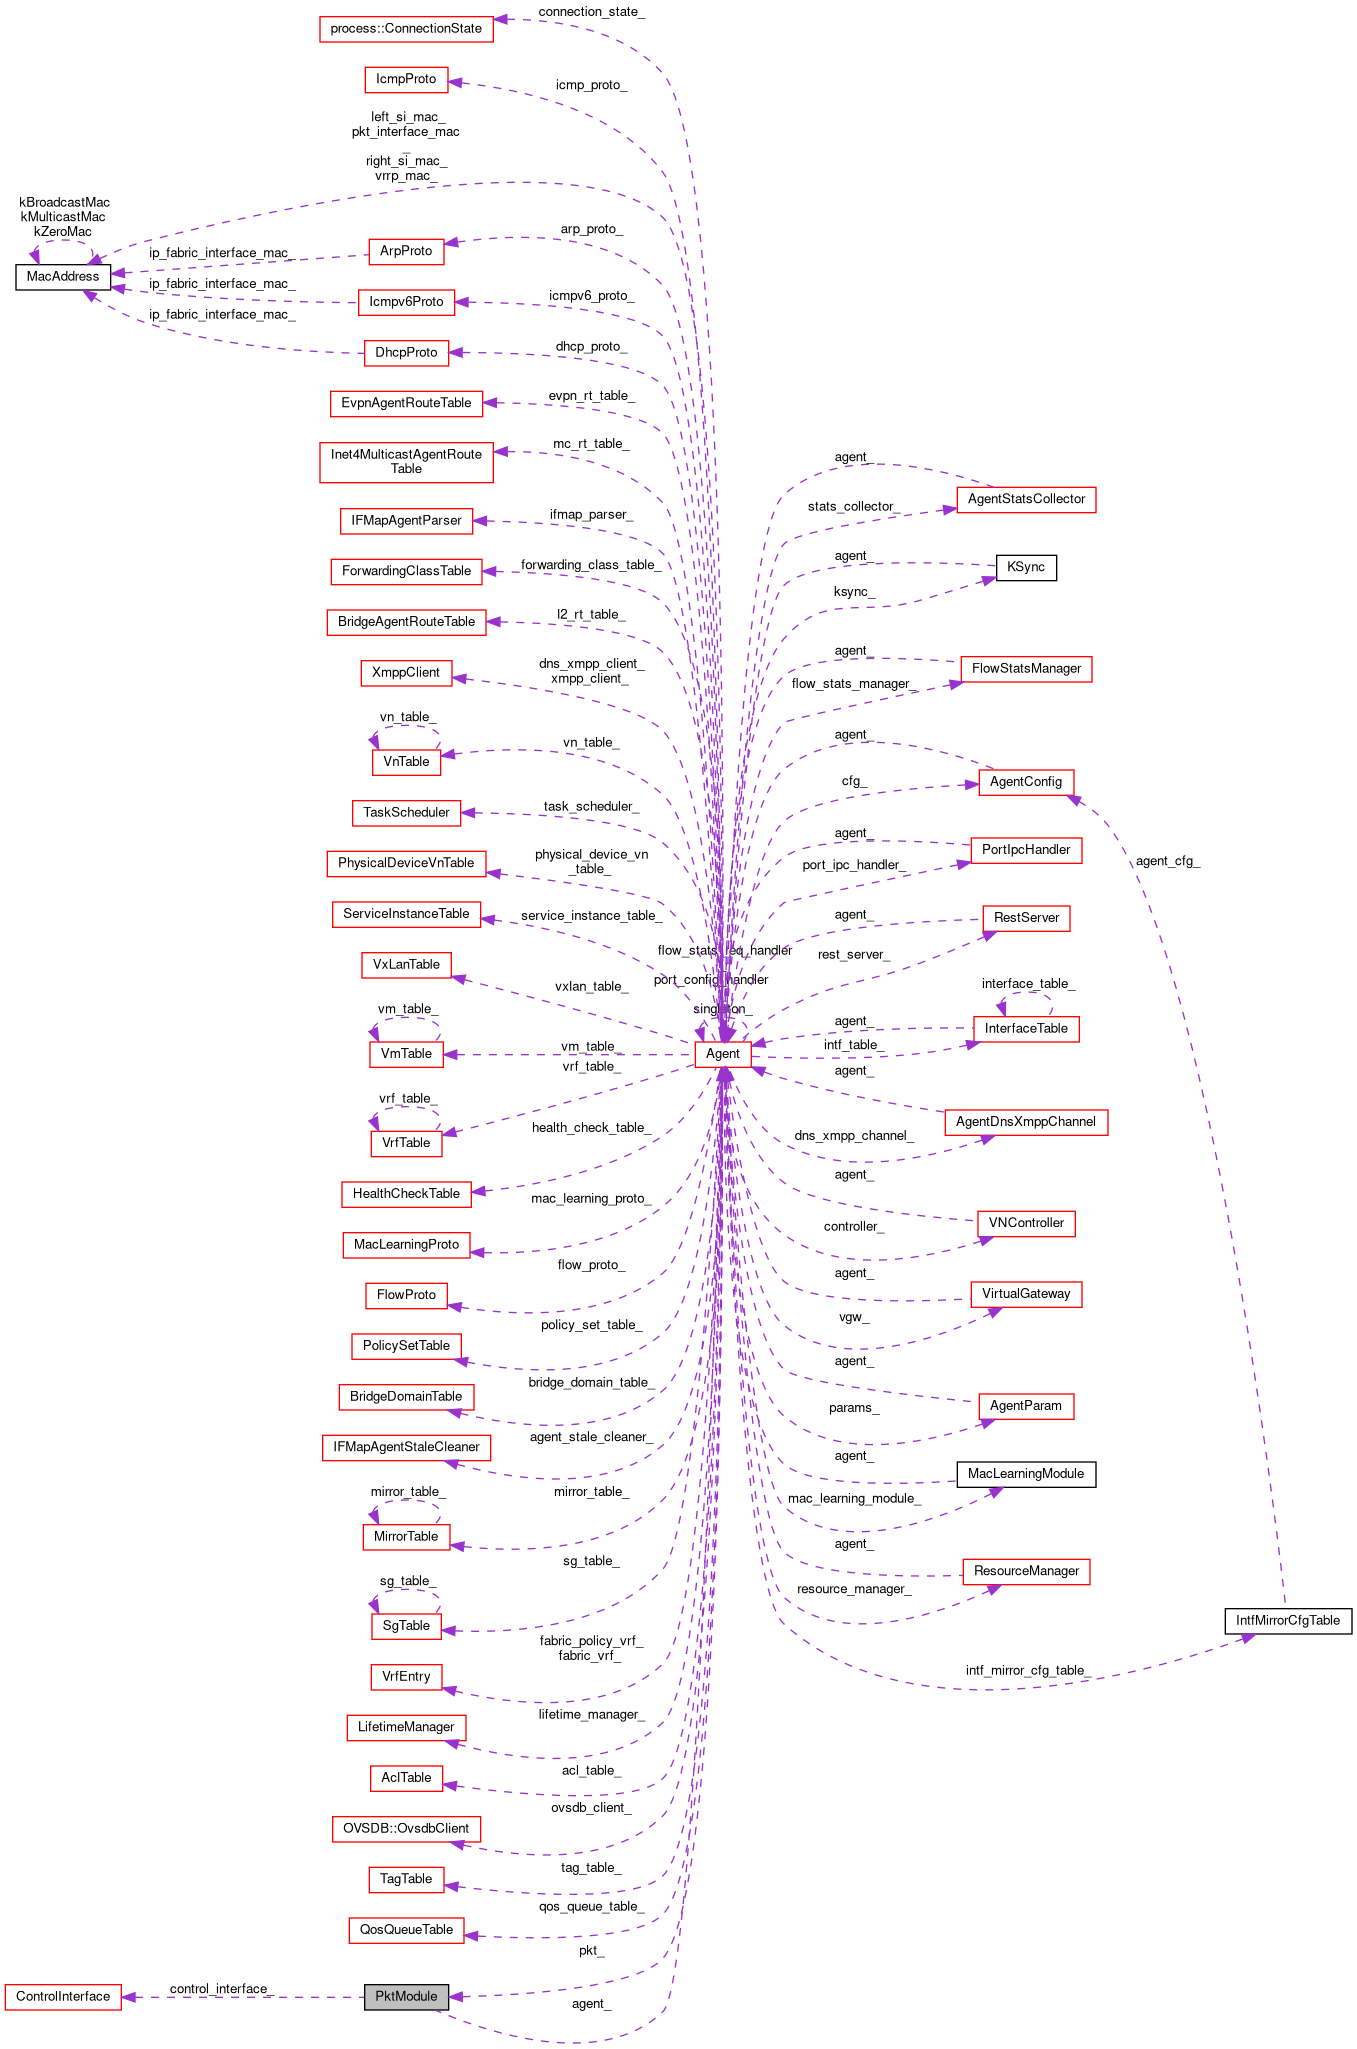 connection_state_
process::ConnectionState
IcmpProto
icmp_proto_
left_si_mac_
pkt_interface_mac
_
right_si_mac_
vrrp_mac_
kBroadcastMac
kMulticastMac
kZeroMac
MacAddress
ip_fabric_interface_mac_
ArpProto
arp_proto_
ip_fabric_interface_mac_
Icmpv6Proto
icmpv6_proto_
ip_fabric_interface_mac_
DhcpProto
dhcp_proto_
EvpnAgentRouteTable
evpn_rt_table_
Inet4MulticastAgentRoute
Table
mc_rt_table_
IFMapAgentParser
ifmap_parser_
ForwardingClassTable
forwarding_class_table_
BridgeAgentRouteTable
l2_rt_table_
XmppClient
dns_xmpp_client_
xmpp_client_
vn_table_
VnTable
vn_table_
TaskScheduler
task_scheduler_
PhysicalDeviceVnTable
physical_device_vn
_table_
ServiceInstanceTable
service_instance_table_
VxLanTable
vxlan_table_
vm_table_
VmTable
vm_table_
vrf_table_
vrf_table_
VrfTable
HealthCheckTable
health_check_table_
MacLearningProto
mac_learning_proto_
FlowProto
flow_proto_
PolicySetTable
policy_set_table_
BridgeDomainTable
bridge_domain_table_
IFMapAgentStaleCleaner
agent_stale_cleaner_
mirror_table_
MirrorTable
mirror_table_
sg_table_
SgTable
sg_table_
VrfEntry
fabric_policy_vrf_
fabric_vrf_
LifetimeManager
lifetime_manager_
AclTable
acl_table_
OVSDB::OvsdbClient
ovsdb_client_
TagTable
tag_table_
QosQueueTable
qos_queue_table_
pkt_
ControlInterface
control_interface_
PktModule
agent_
flow_stats_req_handler
_
port_config_handler
_
singleton_
Agent
agent_
AgentStatsCollector
stats_collector_
agent_
KSync
ksync_
agent_
FlowStatsManager
flow_stats_manager_
agent_
AgentConfig
cfg_
agent_
PortIpcHandler
port_ipc_handler_
agent_
RestServer
rest_server_
interface_table_
InterfaceTable
agent_
intf_table_
agent_
AgentDnsXmppChannel
dns_xmpp_channel_
agent_
VNController
controller_
agent_
VirtualGateway
vgw_
agent_
AgentParam
params_
agent_
MacLearningModule
mac_learning_module_
agent_
ResourceManager
resource_manager_
intf_mirror_cfg_table_
agent_cfg_
IntfMirrorCfgTable